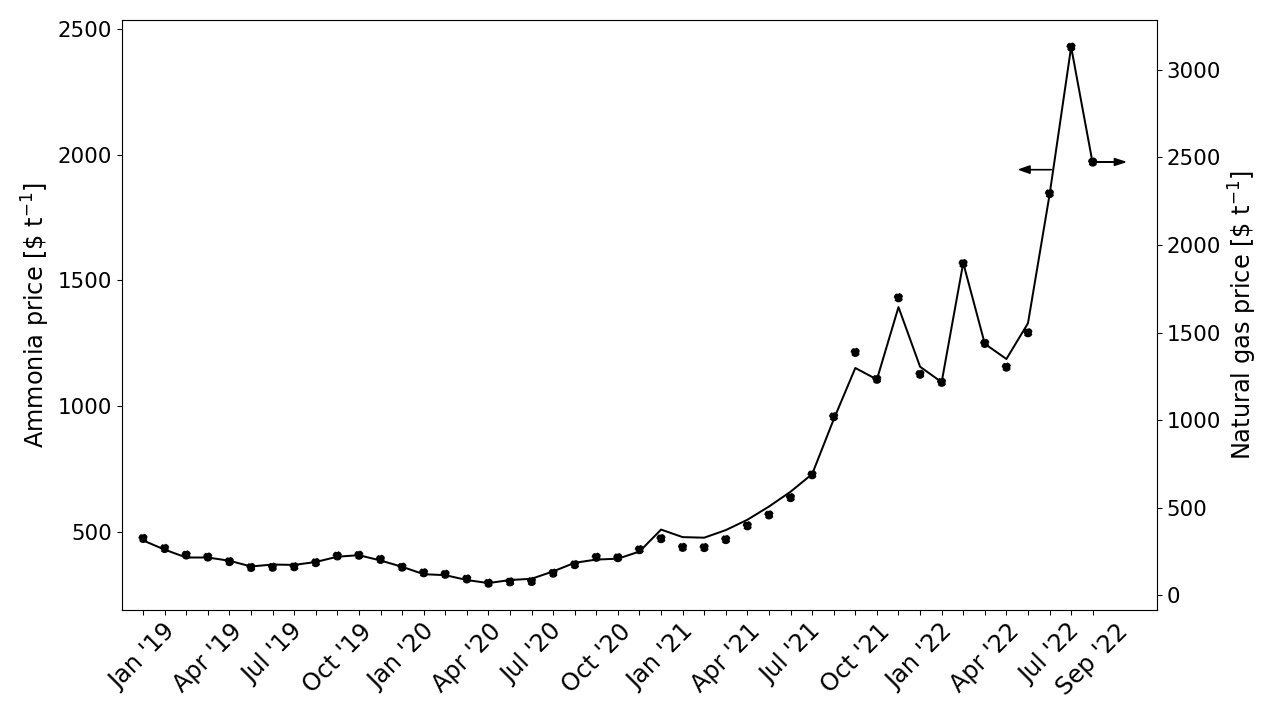 Ammonia price [$ t⁻¹]
2500
2000
1500
1000
500
Natural gas price [$ t⁻¹]
3000
2500
2000
1500
1000
500
0
Jan '19
Apr '19
Jul '19
Oct '19
Jan '20
Apr '20
Jul '20
Oct '20
Jan '21
Apr '21
Jul '21
Oct '21
Jan '22
Apr '22
Jul '22
Sep '22